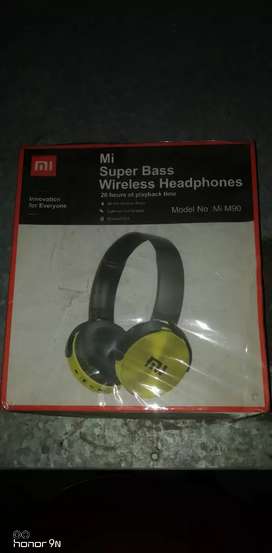 mi
Innovation
for Everyone
Mi
Super Bass
Wireless Headphones
20 hours of playback time
Model No: Mi M90
mi
honor 9N